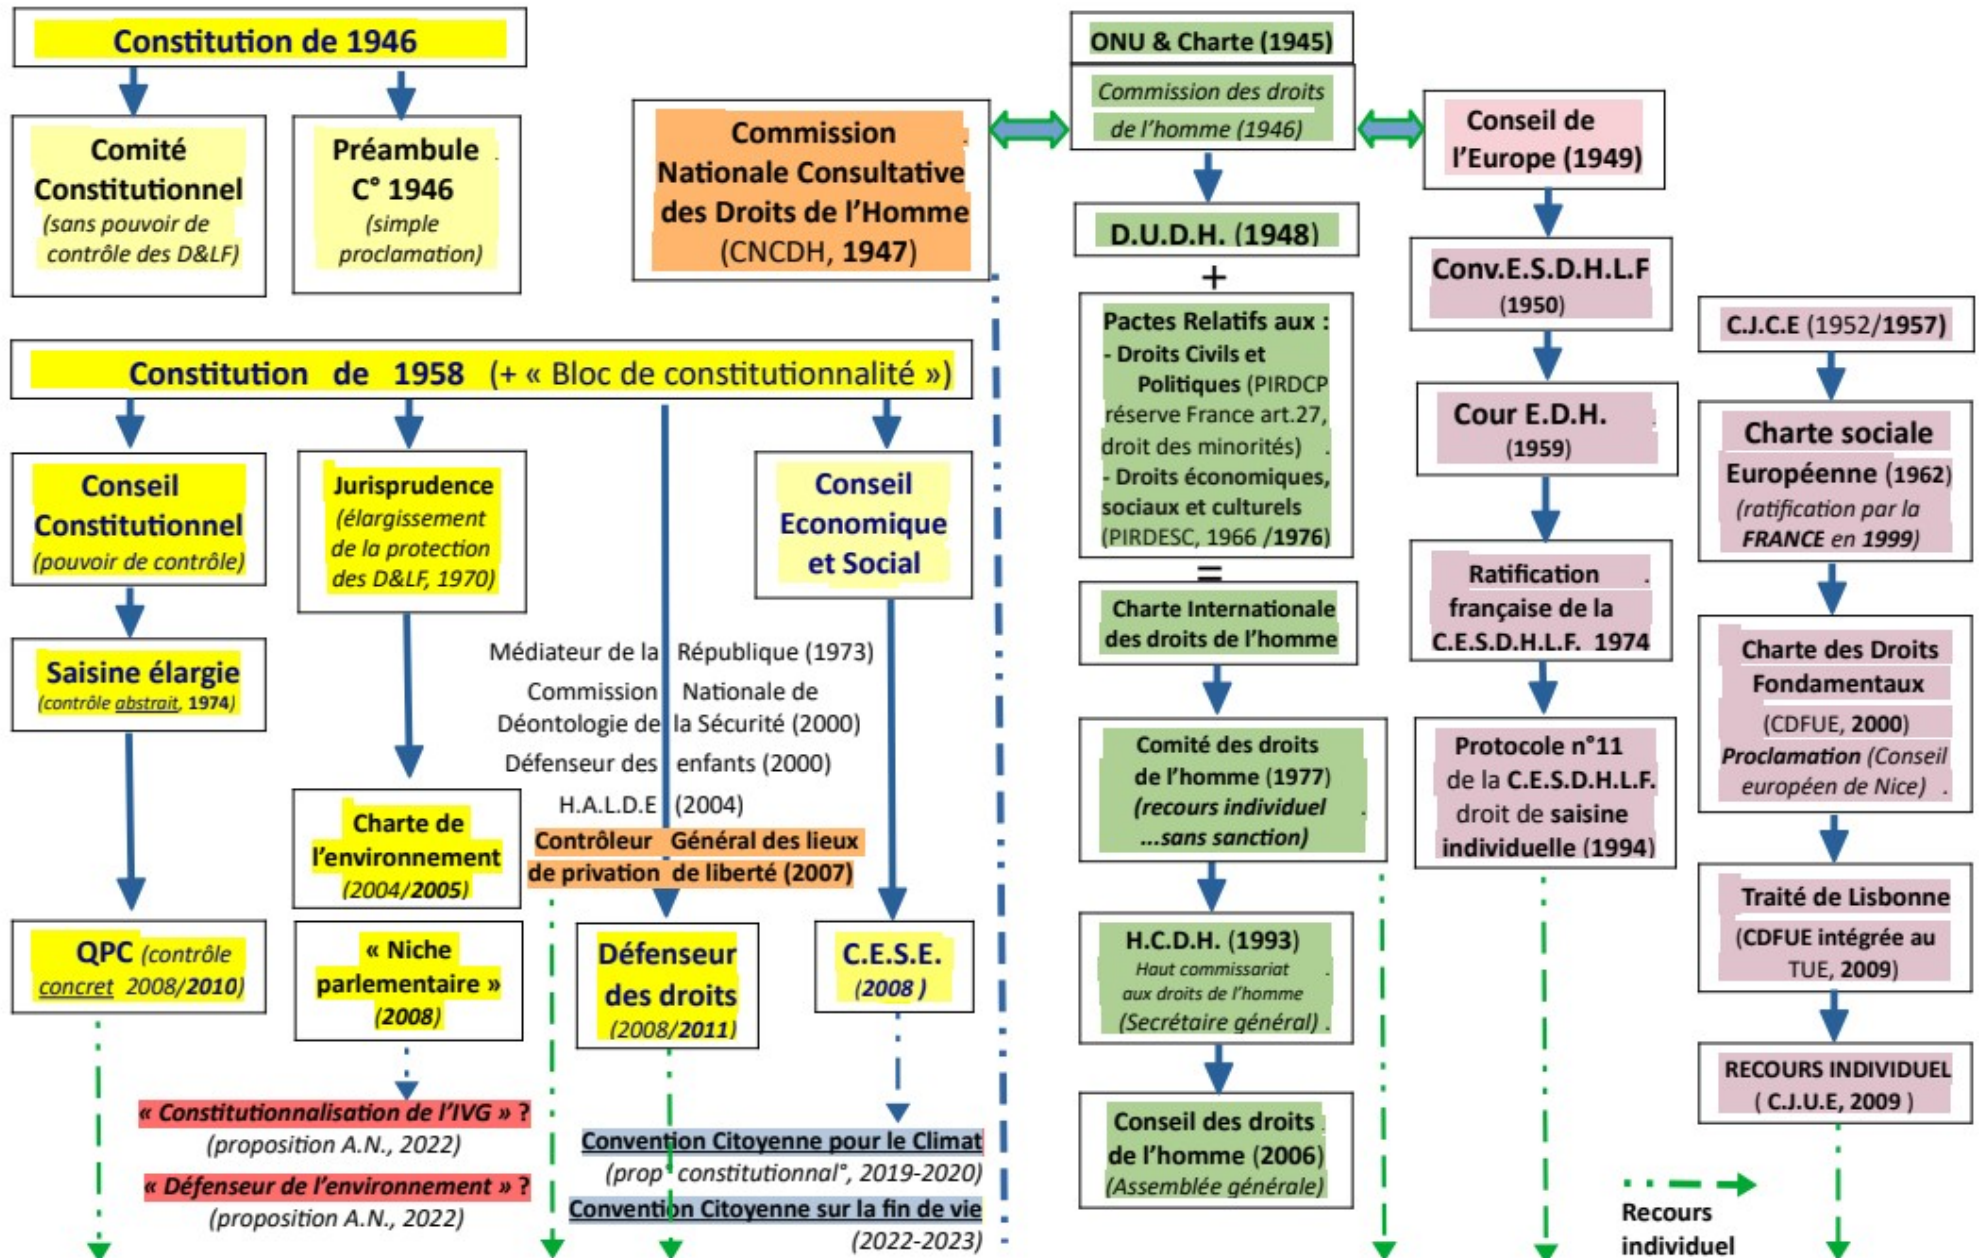 Constitution de 1946
Comité
Constitutionnel
(sans pouvoir de
contrôle des D&LF)
Préambule
C° 1946
(simple
proclamation)
Commission
Nationale Consultative
des Droits de l'Homme
(CNCDH, 1947)
ONU & Charte (1945)
Commission des droits
de l'homme (1946)
Conseil de
l'Europe (1949)
D.U.D.H. (1948)
+
Pactes Relatifs aux :
- Droits Civils et
Politiques (PIRDCP
réserve France art.27,
droit des minorités)
- Droits économiques,
sociaux et culturels
(PIRDESC, 1966 /1976)
=
Charte Internationale
des droits de l'homme
Comité des droits
de l'homme (1977)
(recours individuel
...sans sanction)
H.C.D.H. (1993)
Haut commissariat
aux droits de l'homme
(Secrétaire général)
Conseil des droits
de l'homme (2006)
(Assemblée générale)
Conv.E.S.D.H.L.F
(1950)
Cour E.D.H.
(1959)
Ratification
française de la
C.E.S.D.H.L.F. 1974
Protocole n°11
de la C.E.S.D.H.L.F.
droit de saisine
individuelle (1994)
C.J.C.E (1952/1957)
Charte sociale
Européenne (1962)
(ratification par la
FRANCE en 1999)
Charte des Droits
Fondamentaux
(CDFUE, 2000)
Proclamation (Conseil
européen de Nice)
Traité de Lisbonne
(CDFUE intégrée au
TUE, 2009)
RECOURS INDIVIDUEL
( C.J.U.E, 2009 )
Constitution de 1958 (+ « Bloc de constitutionnalité »)
Conseil
Constitutionnel
(pouvoir de contrôle)
Saisine élargie
(contrôle abstrait, 1974)
QPC (contrôle
concret 2008/2010)
Jurisprudence
(élargissement
de la protection
des D&LF, 1970)
Charte de
l'environnement
(2004/2005)
« Niche
parlementaire »
(2008)
« Constitutionnalisation de l'IVG » ?
(proposition A.N., 2022)
« Défenseur de l'environnement » ?
(proposition A.N., 2022)
Médiateur de la République (1973)
Commission Nationale de
Déontologie de la Sécurité (2000)
Défenseur des enfants (2000)
H.A.L.D.E (2004)
Contrôleur Général des lieux
de privation de liberté (2007)
Défenseur
des droits
(2008/2011)
Conseil
Economique
et Social
C.E.S.E.
(2008 )
Convention Citoyenne pour le Climat
(prop° constitutionnal°, 2019-2020)
Convention Citoyenne sur la fin de vie
(2022-2023)
Recours
individuel